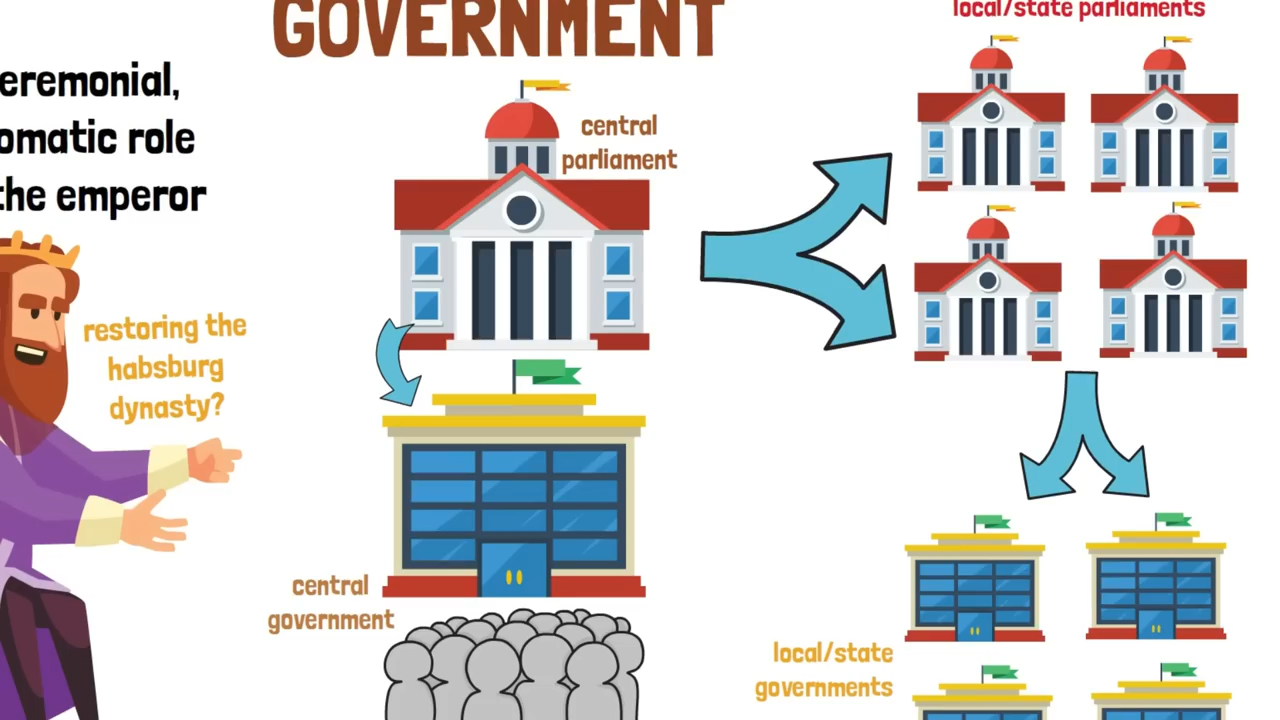 GOVERNMENT
local/state parliaments
eremonial,
omatic role
the emperor
central
parliament
restoring the
habsburg
dynasty?
central
government
local/state
governments